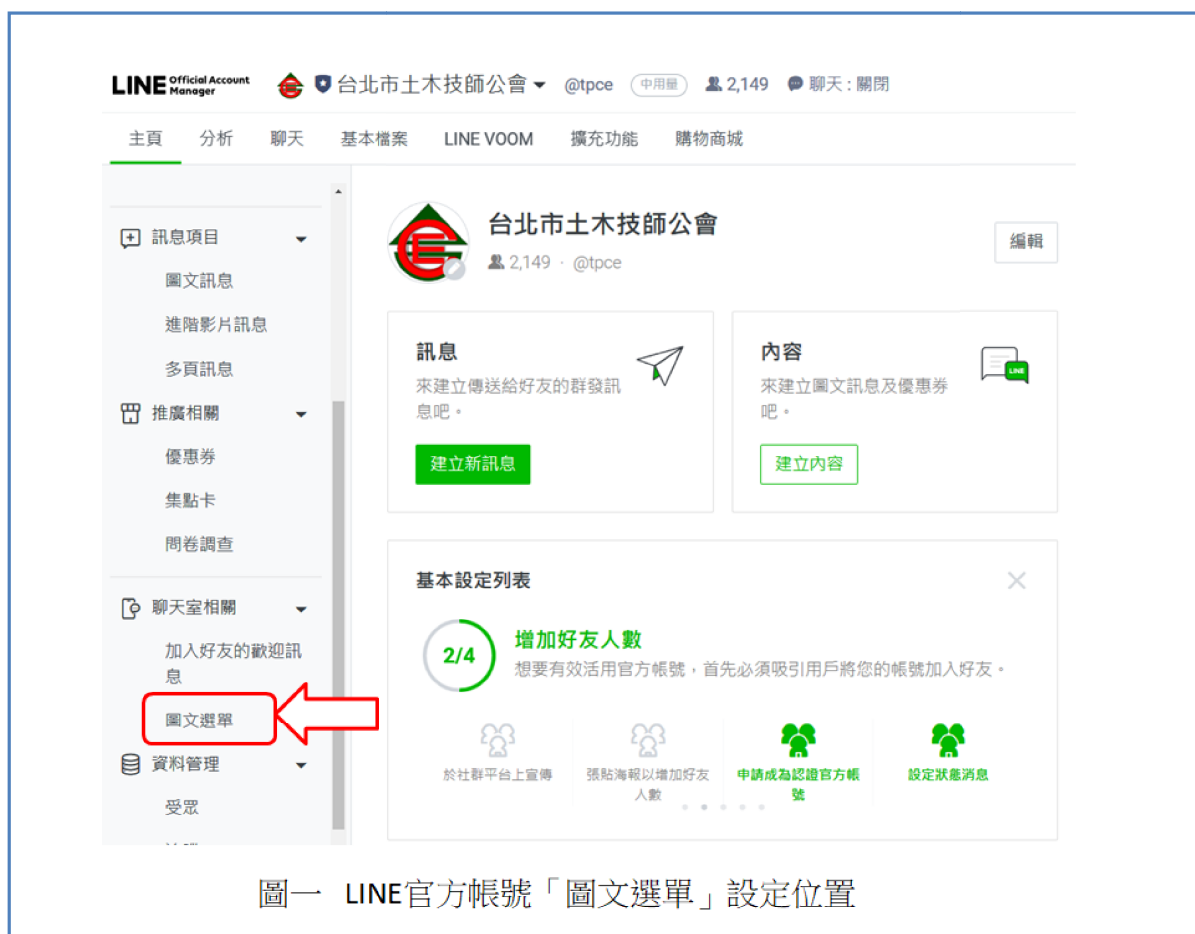 LINE Official Account Manager 台北市土木技師公會 @tpce 中用量 2,149 聊天 : 關閉
主頁 分析 聊天 基本檔案 LINE VOOM 擴充功能 購物商城
訊息項目
圖文訊息
進階影片訊息
多頁訊息
推廣相關
優惠券
集點卡
問卷調查
聊天室相關
加入好友的歡迎訊
息
圖文選單
資料管理
受眾
台北市土木技師公會
2,149 · @tpce
編輯
訊息
來建立傳送給好友的群發訊
息吧。
建立新訊息
內容
來建立圖文訊息及優惠券
吧。
LINE
建立內容
基本設定列表
2/4
增加好友人數
想要有效活用官方帳號，首先必須吸引用戶將您的帳號加入好友。
於社群平台上宣傳
張貼海報以增加好友
人數
申請成為認證官方帳
號
設定狀態消息
圖一 LINE官方帳號「圖文選單」設定位置